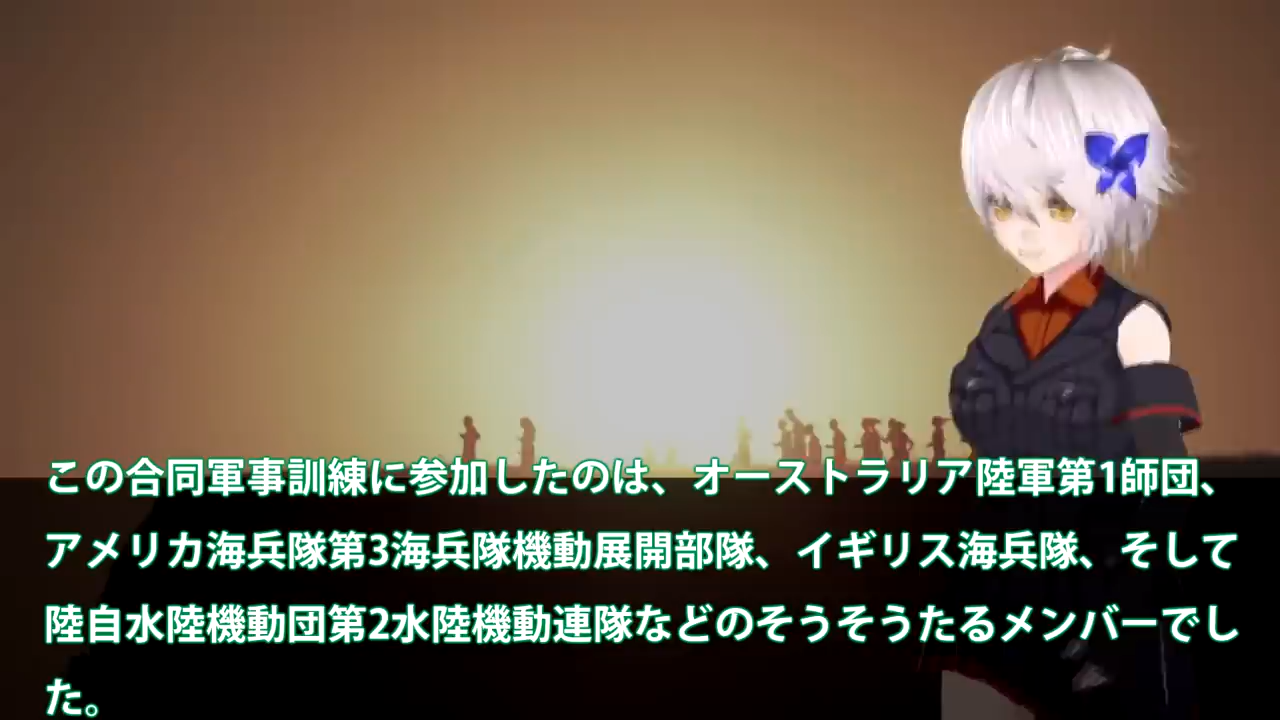 この合同軍事訓練に参加したのは、オーストラリア陸軍第1師団、
アメリカ海兵隊第3海兵隊機動展開部隊、イギリス海兵隊、そして
陸自水陸機動団第2水陸機動連隊などのそうそうたるメンバーでし
た。